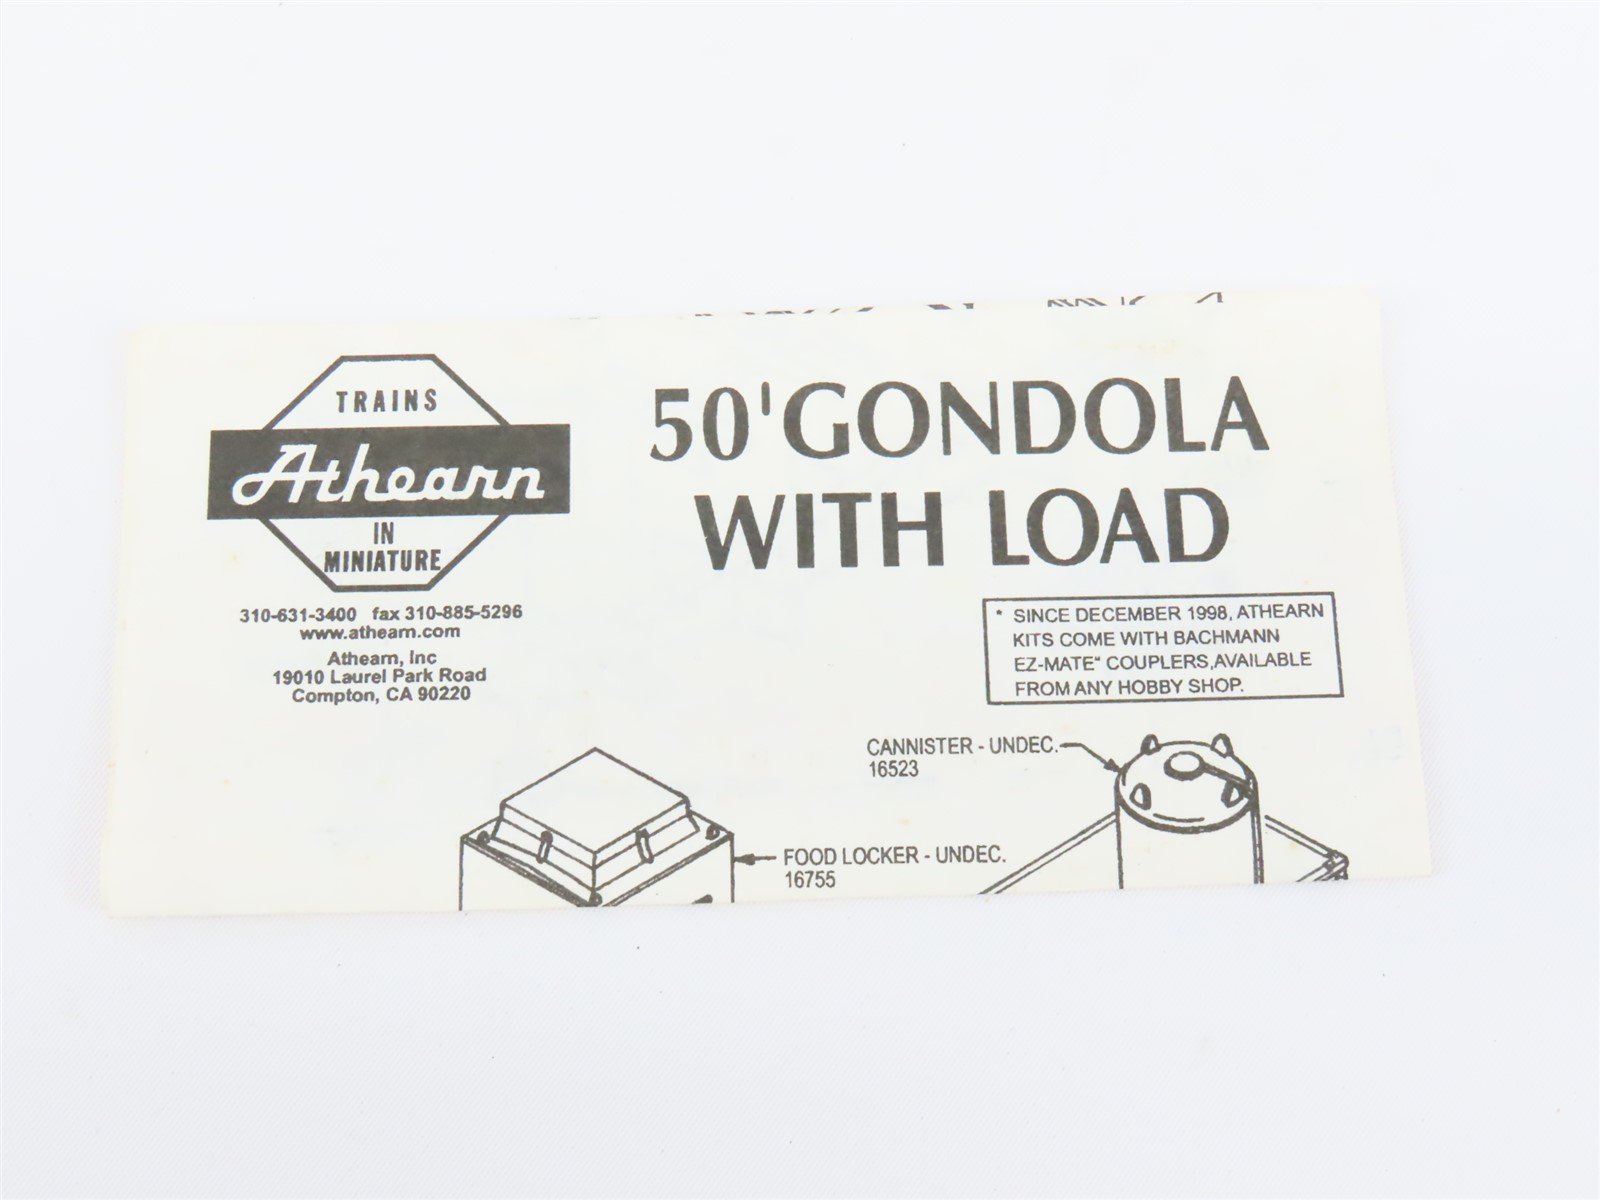 TRAINS
Athearn
IN
MINIATURE
310-631-3400 fax 310-885-5296
www.athearn.com
Athearn, Inc
19010 Laurel Park Road
Compton, CA 90220
50' GONDOLA
WITH LOAD
* SINCE DECEMBER 1998, ATHEARN
KITS COME WITH BACHMANN
EZ-MATE™ COUPLERS,AVAILABLE
FROM ANY HOBBY SHOP.
CANNISTER - UNDEC.
16523
FOOD LOCKER - UNDEC.
16755